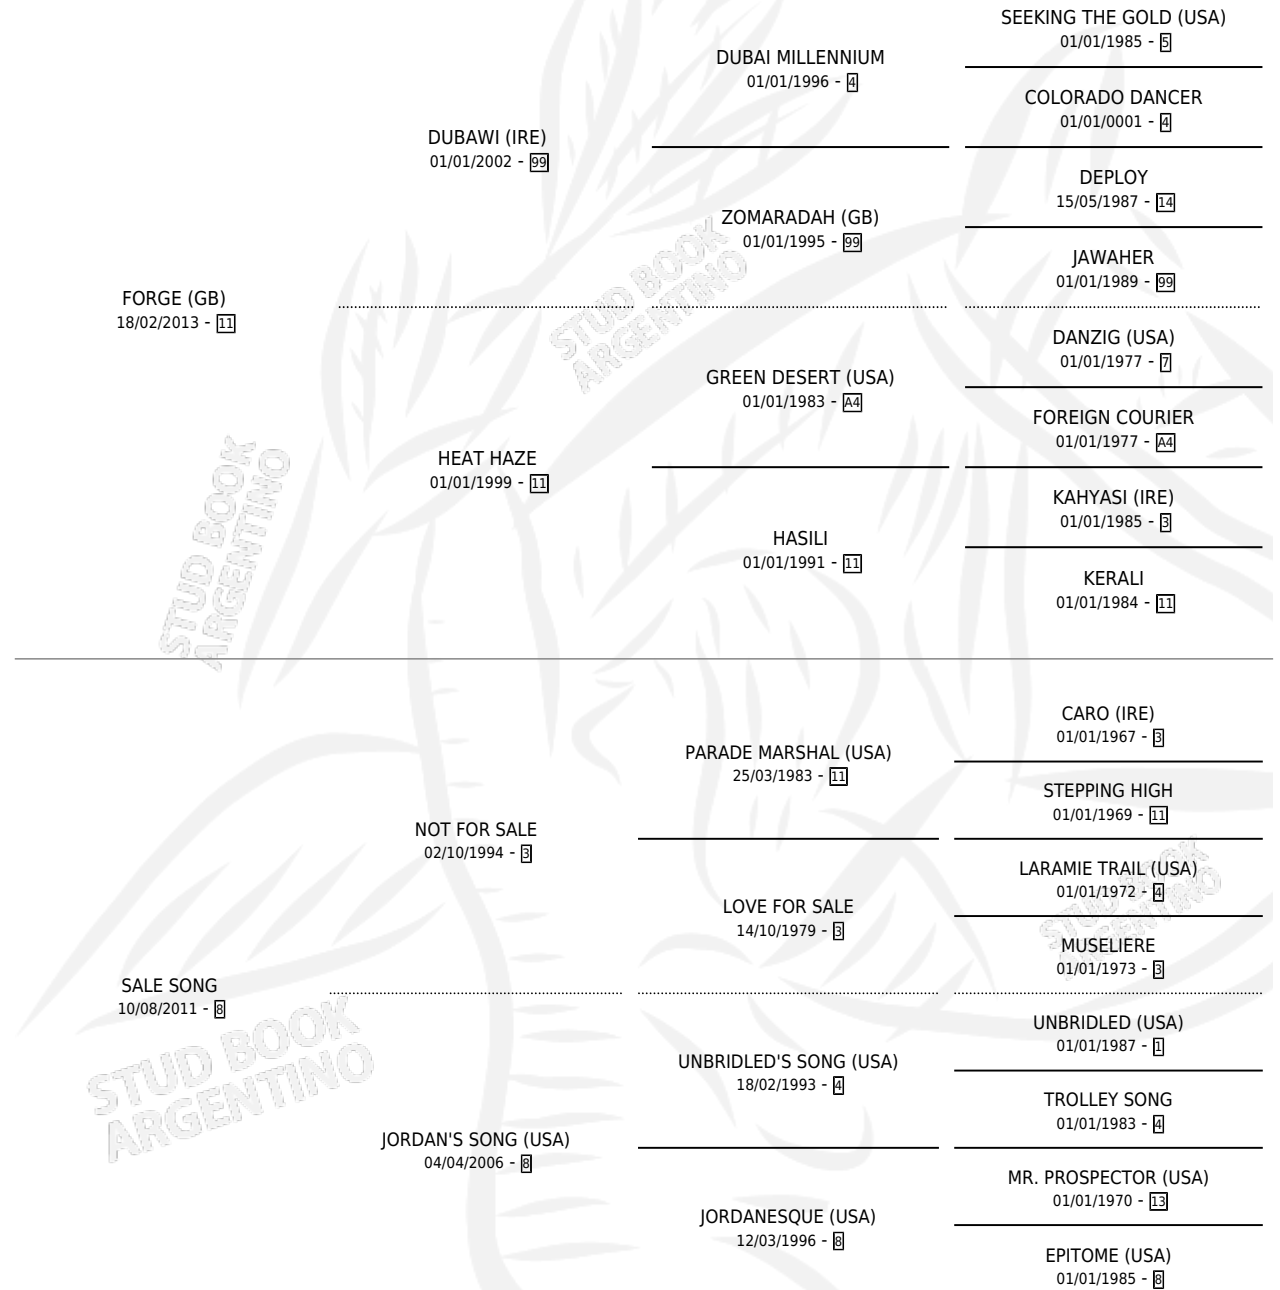 SEEKING THE GOLD (USA)
01/01/1985 - 5
DUBAI MILLENNIUM
01/01/1996 - 4
COLORADO DANCER
01/01/0001 - 4
DUBAWI (IRE)
01/01/2002 - 99
DEPLOY
15/05/1987 - 14
ZOMARADAH (GB)
01/01/1995 - 99
JAWAHER
01/01/1989 - 99
FORGE (GB)
18/02/2013 - 11
DANZIG (USA)
01/01/1977 - 7
GREEN DESERT (USA)
01/01/1983 - A4
FOREIGN COURIER
01/01/1977 - A4
HEAT HAZE
01/01/1999 - 11
KAHYASI (IRE)
01/01/1985 - 3
HASILI
01/01/1991 - 11
KERALI
01/01/1984 - 11
CARO (IRE)
01/01/1967 - 3
PARADE MARSHAL (USA)
25/03/1983 - 11
STEPPING HIGH
01/01/1969 - 11
NOT FOR SALE
02/10/1994 - 3
LARAMIE TRAIL (USA)
01/01/1972 - 4
LOVE FOR SALE
14/10/1979 - 3
MUSELIERE
01/01/1973 - 3
SALE SONG
10/08/2011 - 8
UNBRIDLED (USA)
01/01/1987 - 1
UNBRIDLED'S SONG (USA)
18/02/1993 - 4
TROLLEY SONG
01/01/1983 - 4
JORDAN'S SONG (USA)
04/04/2006 - 8
MR. PROSPECTOR (USA)
01/01/1970 - 13
JORDANESQUE (USA)
12/03/1996 - 8
EPITOME (USA)
01/01/1985 - 8
STUD BOOK
ARGENTINO
STUD BOOK
ARGENTINO
STUD BOOK
ARGENTINO
STUD BOOK
ARGENTINO